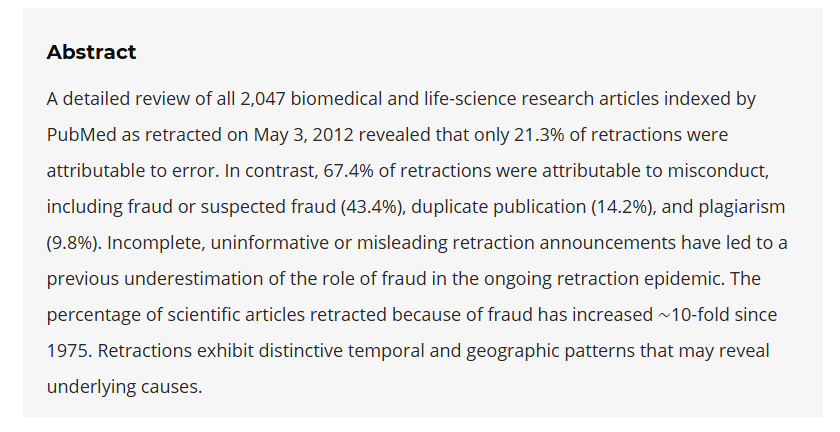 Abstract
A detailed review of all 2,047 biomedical and life-science research articles indexed by
PubMed as retracted on May 3, 2012 revealed that only 21.3% of retractions were
attributable to error. In contrast, 67.4% of retractions were attributable to misconduct,
including fraud or suspected fraud (43.4%), duplicate publication (14.2%), and plagiarism
(9.8%). Incomplete, uninformative or misleading retraction announcements have led to a
previous underestimation of the role of fraud in the ongoing retraction epidemic. The
percentage of scientific articles retracted because of fraud has increased ∼10-fold since
1975. Retractions exhibit distinctive temporal and geographic patterns that may reveal
underlying causes.